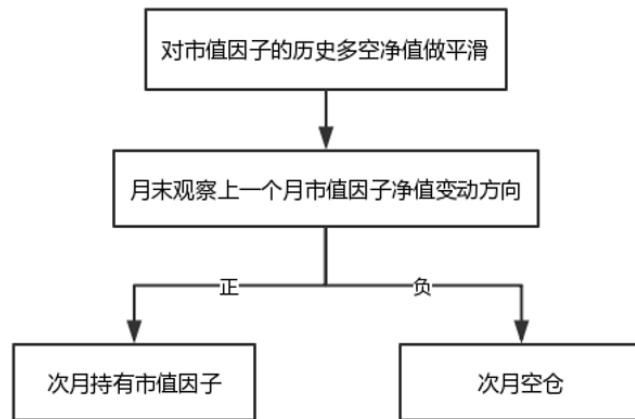 对市值因子的历史多空净值做平滑
月末观察上一个月市值因子净值变动方向
正
负
次月持有市值因子
次月空仓